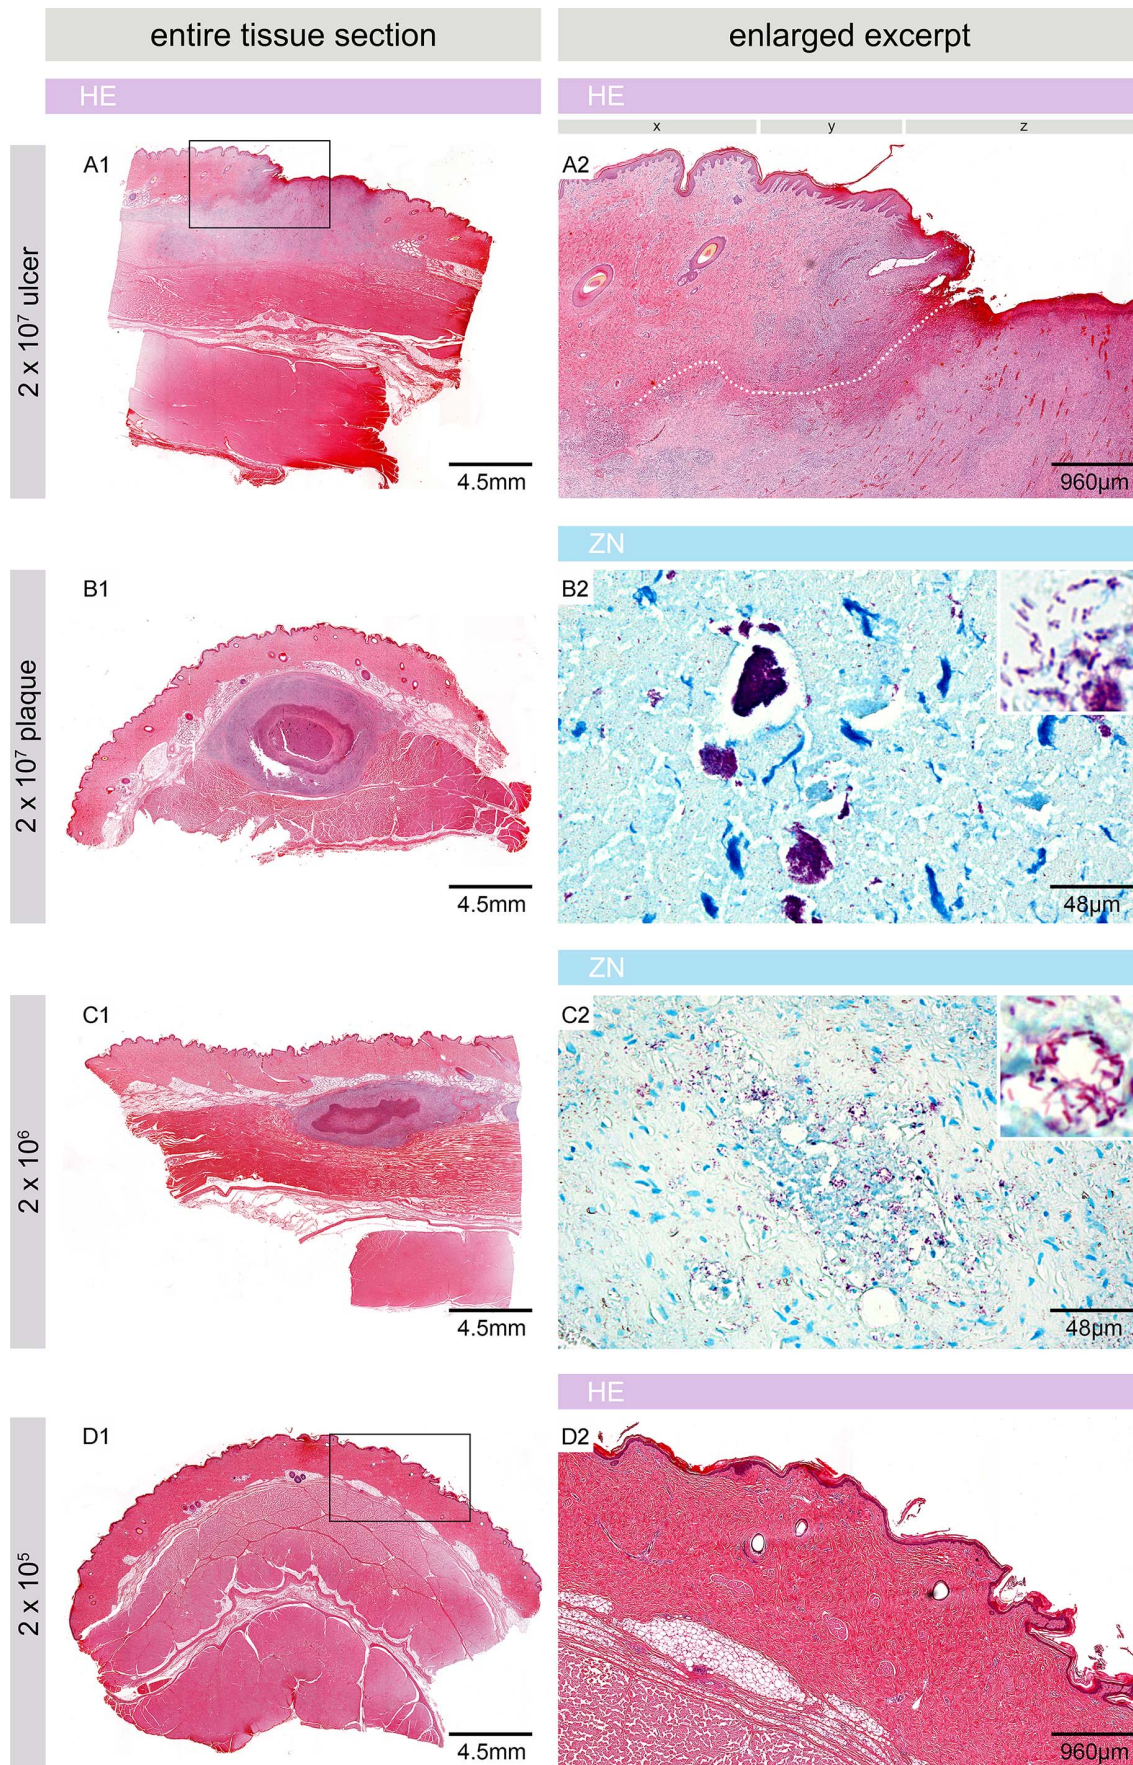 entire tissue section
enlarged excerpt
HE
HE
x
y
z
2 x 10⁷ ulcer
A1
4.5mm
A2
960µm
ZN
2 x 10⁷ plaque
B1
4.5mm
B2
48µm
ZN
2 x 10⁶
C1
4.5mm
C2
48µm
HE
2 x 10⁵
D1
4.5mm
D2
960µm